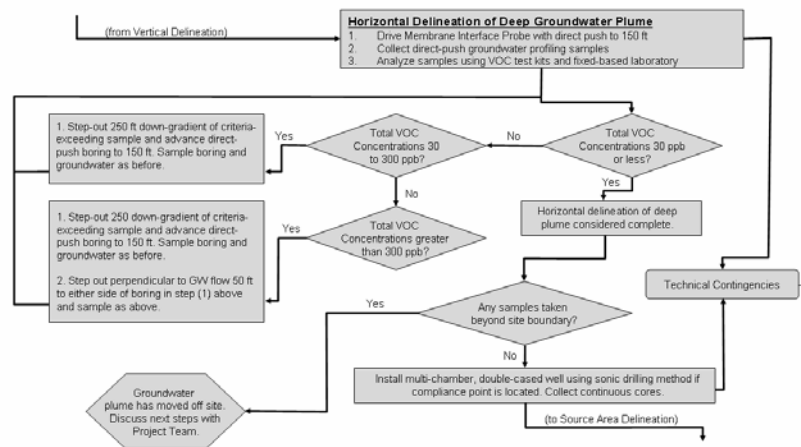 (from Vertical Delineation)
Horizontal Delineation of Deep Groundwater Plume
1. Drive Membrane Interface Probe with direct push to 150 ft
2. Collect direct-push groundwater profiling samples
3. Analyze samples using VOC test kits and fixed-based laboratory
1. Step-out 250 ft down-gradient of criteria-
exceeding sample and advance direct-
push boring to 150 ft. Sample boring and
groundwater as before.
Yes
Total VOC
Concentrations 30
to 300 ppb?
No
Total VOC
Concentrations 30 ppb
or less?
Yes
No
1. Step-out 250 down-gradient of criteria-
exceeding sample and advance direct-
push boring to 150 ft. Sample boring and
groundwater as before.
2. Step out perpendicular to GW flow 50 ft
to either side of boring in step (1) above
and sample as above.
Yes
Total VOC
Concentrations greater
than 300 ppb?
Horizontal delineation of deep
plume considered complete.
Technical Contingencies
Yes
Any samples taken
beyond site boundary?
No
Install multi-chamber, double-cased well using sonic drilling method if
compliance point is located. Collect continuous cores.
Groundwater
plume has moved off site.
Discuss next steps with
Project Team.
(to Source Area Delineation)